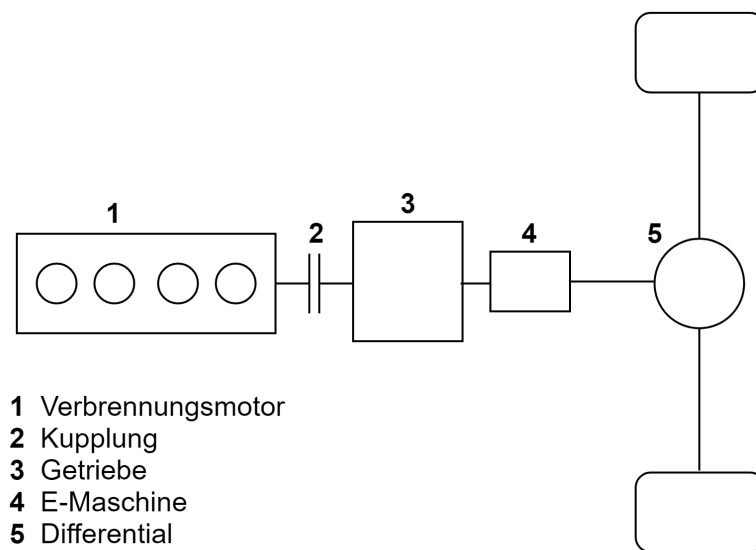 1
2
3
4
5
1 Verbrennungsmotor
2 Kupplung
3 Getriebe
4 E-Maschine
5 Differential